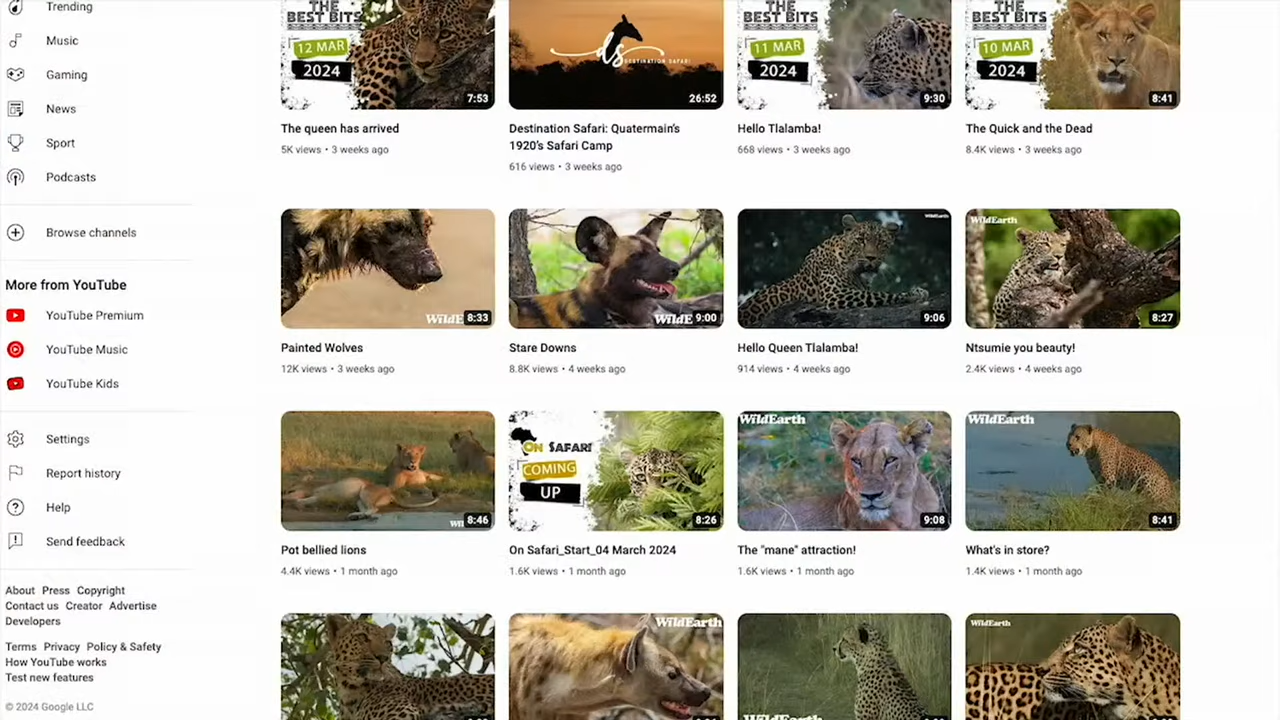 Trending
Music
Gaming
News
Sport
Podcasts
Browse channels
More from YouTube
YouTube Premium
YouTube Music
YouTube Kids
Settings
Report history
Help
Send feedback
About Press Copyright
Contact us Creator Advertise
Developers
Terms Privacy Policy & Safety
How YouTube works
Test new features
© 2024 Google LLC
THE
BEST BITS
12 MAR
2024
7:53
The queen has arrived
5K views • 3 weeks ago
ds
DESTINATION SAFARI
26:52
Destination Safari: Quatermain's
1920's Safari Camp
616 views • 3 weeks ago
THE
BEST BITS
11 MAR
2024
9:30
Hello Tlalamba!
668 views • 3 weeks ago
THE
BEST BITS
10 MAR
2024
8:41
The Quick and the Dead
8.4K views • 3 weeks ago
WildE
8:33
Painted Wolves
12K views • 3 weeks ago
WildE
9:00
Stare Downs
8.8K views • 4 weeks ago
WildEarth
9:06
Hello Queen Tlalamba!
914 views • 4 weeks ago
WildEarth
8:27
Ntsumie you beauty!
2.4K views • 4 weeks ago
8:46
Pot bellied lions
4.4K views • 1 month ago
ON SAFARI
COMING
UP
8:26
On Safari_Start_04 March 2024
1.6K views • 1 month ago
WildEarth
9:08
The "mane" attraction!
1.6K views • 1 month ago
WildEarth
8:41
What's in store?
1.4K views • 1 month ago
WildEarth
WildEarth
WildEarth